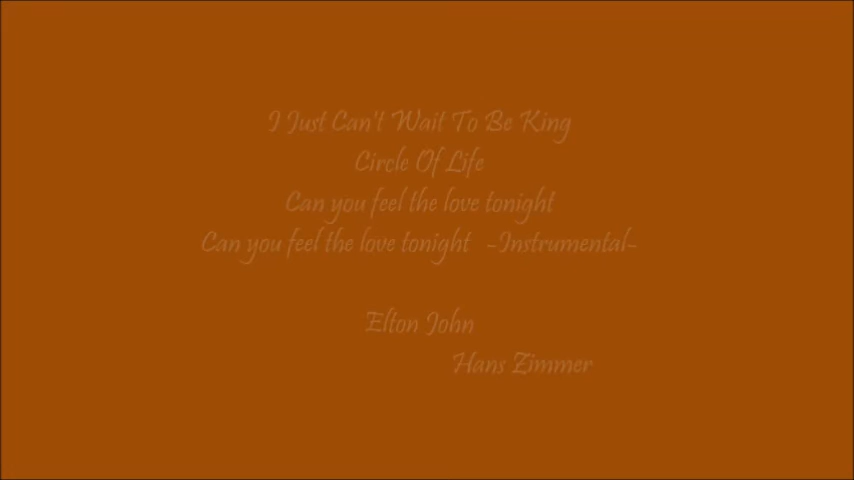 I Just Can't Wait To Be King
Circle Of Life
Can you feel the love tonight
Can you feel the love tonight -Instrumental-
Elton John
Hans Zimmer